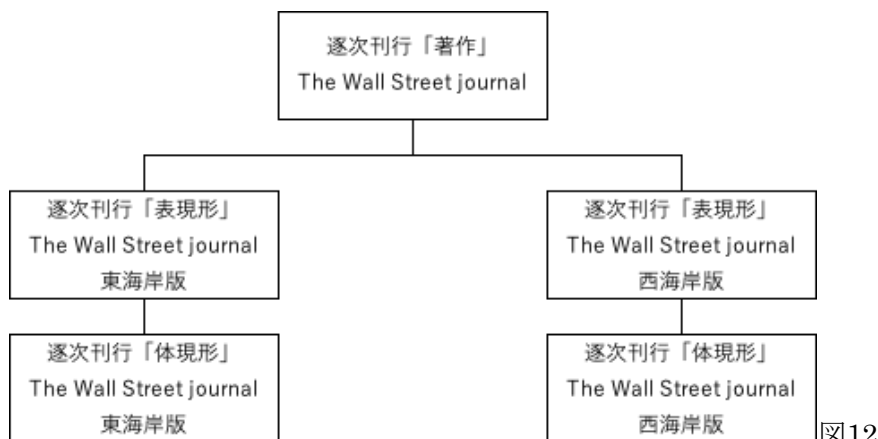 逐次刊行「著作」
The Wall Street journal
逐次刊行「表現形」
The Wall Street journal
東海岸版
逐次刊行「表現形」
The Wall Street journal
西海岸版
逐次刊行「体現形」
The Wall Street journal
東海岸版
逐次刊行「体現形」
The Wall Street journal
西海岸版
図12